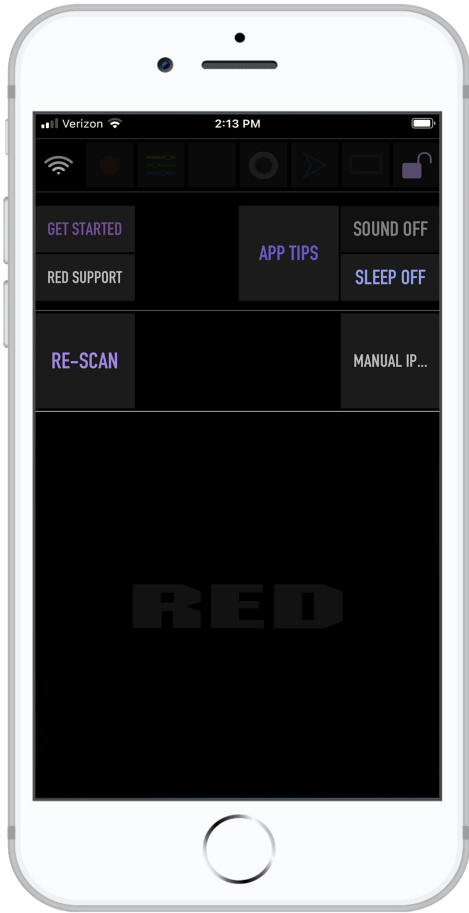 Verizon 2:13 PM
GET STARTED
APP TIPS
SOUND OFF
RED SUPPORT
SLEEP OFF
RE-SCAN
MANUAL IP...
RED